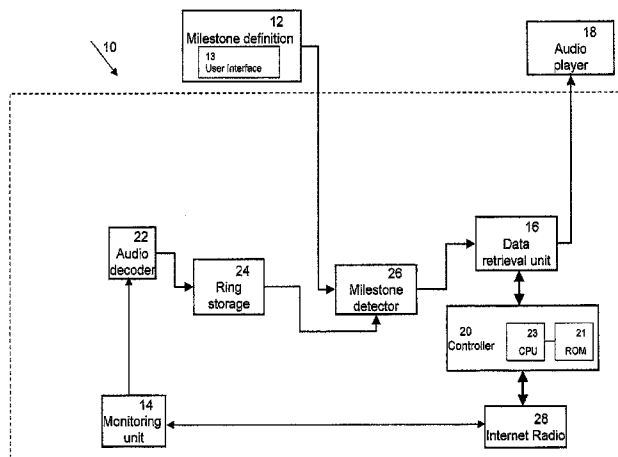 10
12
Milestone definition
13
User Interface
18
Audio
player
22
Audio
decoder
24
Ring
storage
26
Milestone
detector
16
Data
retrieval unit
20
Controller
23
CPU
21
ROM
14
Monitoring
unit
28
Internet Radio